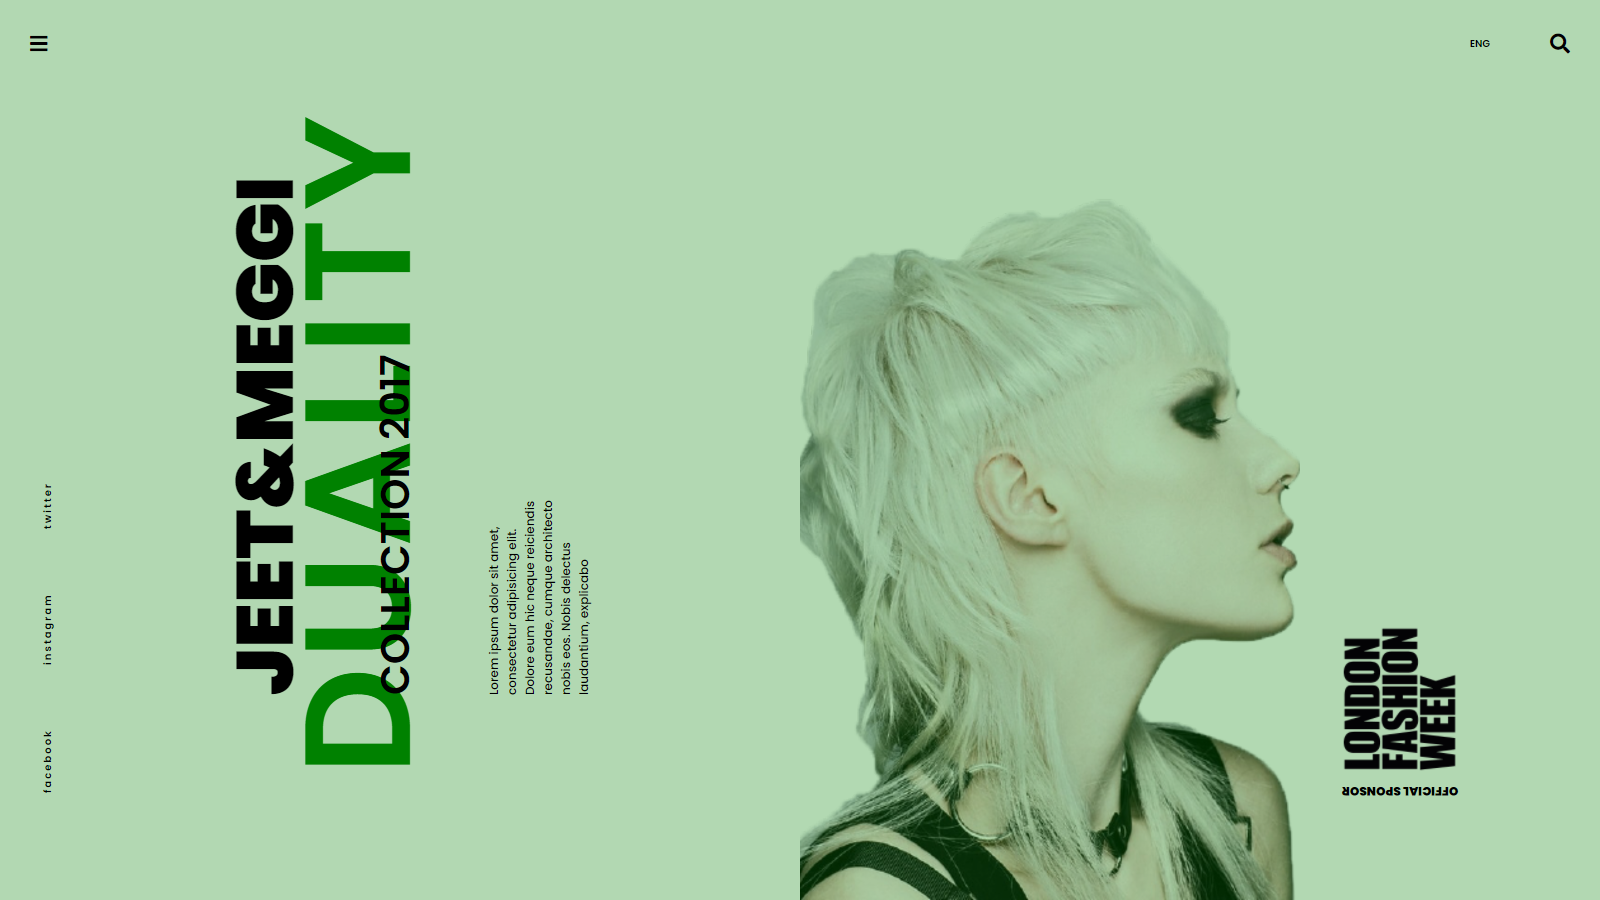 ENG
JEET&MEGGI
DUALITY
COLLECTION 2017
Lorem ipsum dolor sit amet,
consectetur adipisicing elit.
Dolore eum hic neque reiciendis
recusandae, cumque architecto
nobis eos. Nobis delectus
laudantium, explicabo
twitter
instagram
facebook
LONDON
FASHION
WEEK
OFFICIAL SPONSOR